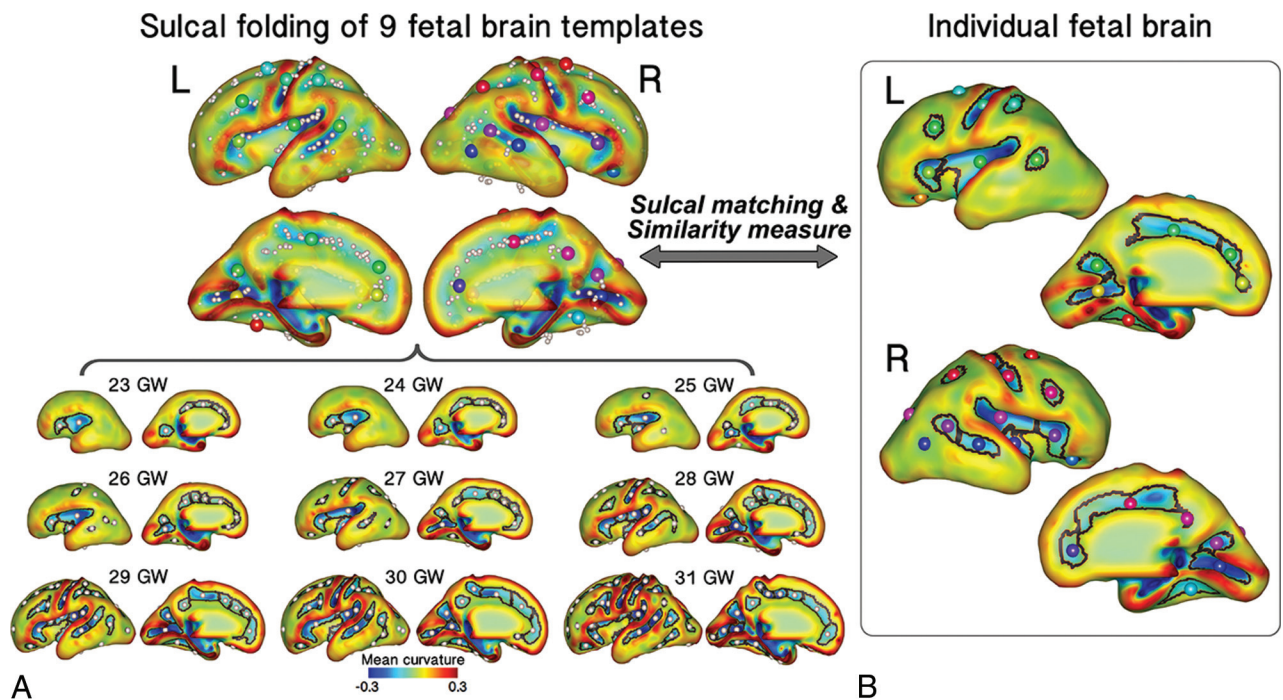 Sulcal folding of 9 fetal brain templates
L
R
Sulcal matching &
Similarity measure
23 GW
24 GW
25 GW
26 GW
27 GW
28 GW
29 GW
30 GW
31 GW
Mean curvature
-0.3
0.3
A
Individual fetal brain
L
R
B